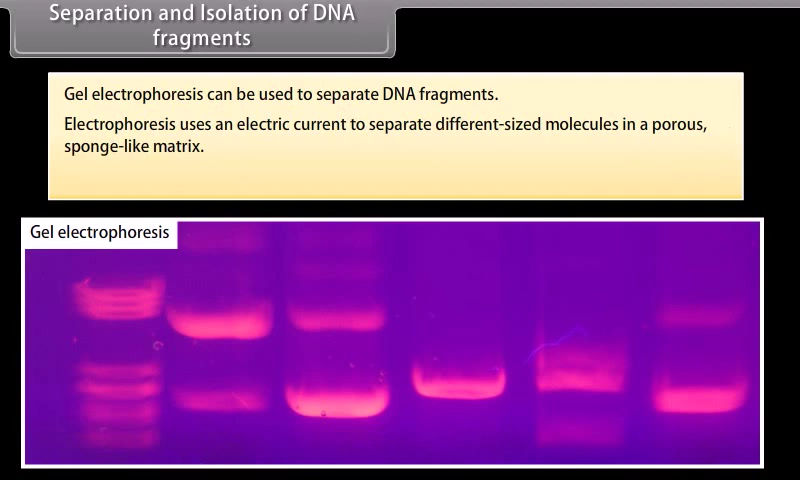 Separation and Isolation of DNA
fragments
Gel electrophoresis can be used to separate DNA fragments.
Electrophoresis uses an electric current to separate different-sized molecules in a porous,
sponge-like matrix.
Gel electrophoresis